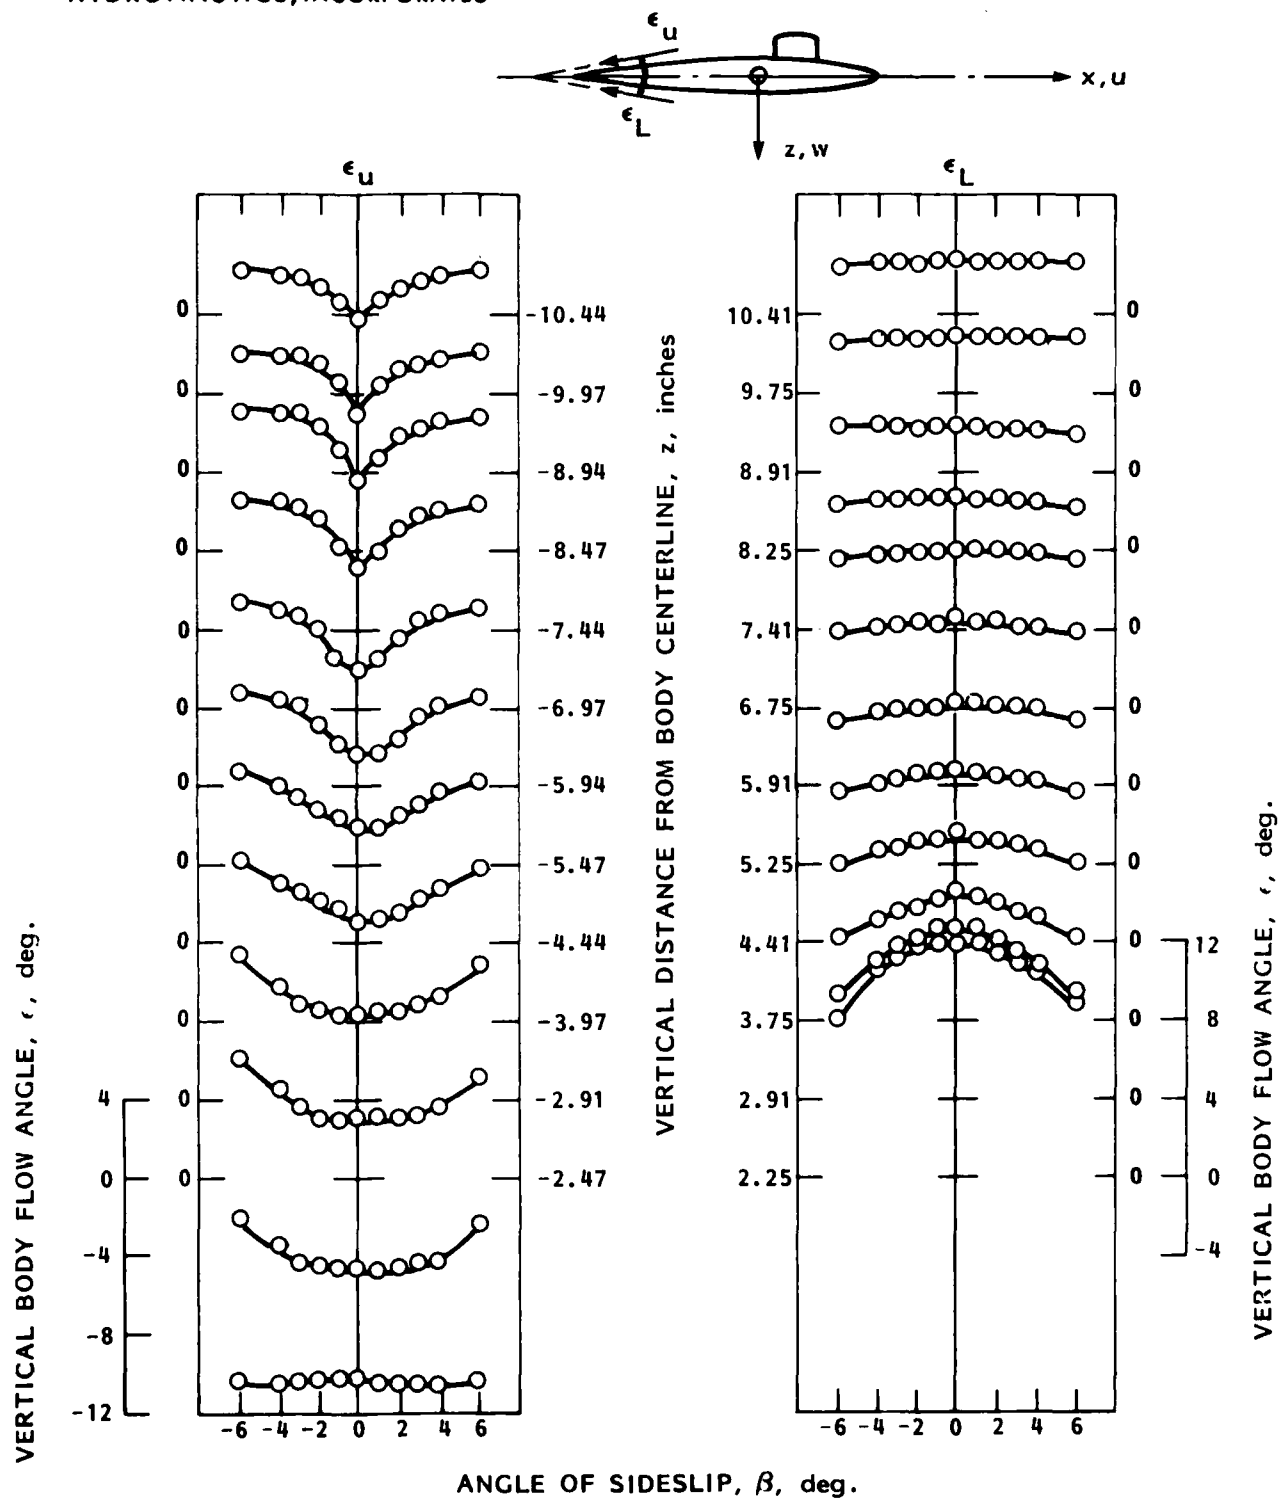 HYDRONAUTICS, INCORPORATED
ϵu
x, u
ϵL
z, w
ϵu
ϵL
0 -10.44
0 -9.97
0 -8.94
0 -8.47
0 -7.44
0 -6.97
0 -5.94
0 -5.47
0 -4.44
0 -3.97
0 -2.91
0 -2.47
4
0
-4
-8
-12
VERTICAL BODY FLOW ANGLE, ϵ, deg.
-6 -4 -2 0 2 4 6
VERTICAL DISTANCE FROM BODY CENTERLINE, z, inches
10.41 0
9.75 0
8.91 0
8.25 0
7.41 0
6.75 0
5.91 0
5.25 0
4.41 0
3.75 0
2.91 0
2.25 0
12
8
4
0
-4
VERTICAL BODY FLOW ANGLE, ϵ, deg.
-6 -4 -2 0 2 4 6
ANGLE OF SIDESLIP, β, deg.